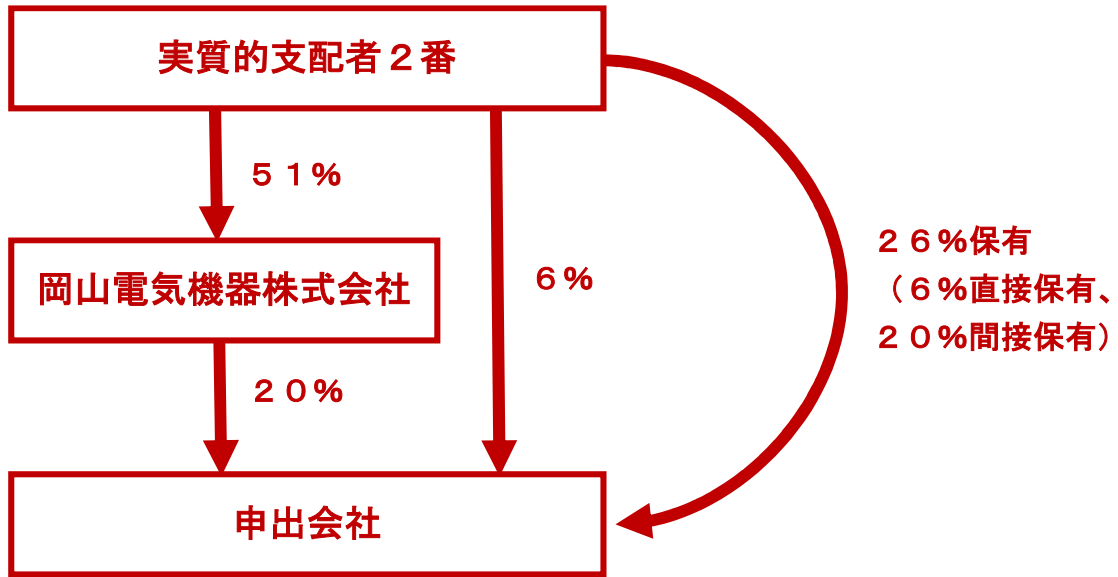 実質的支配者２番
５１%
岡山電気機器株式会社
６%
２６%保有
（６%直接保有、
２０%間接保有）
２０%
申出会社